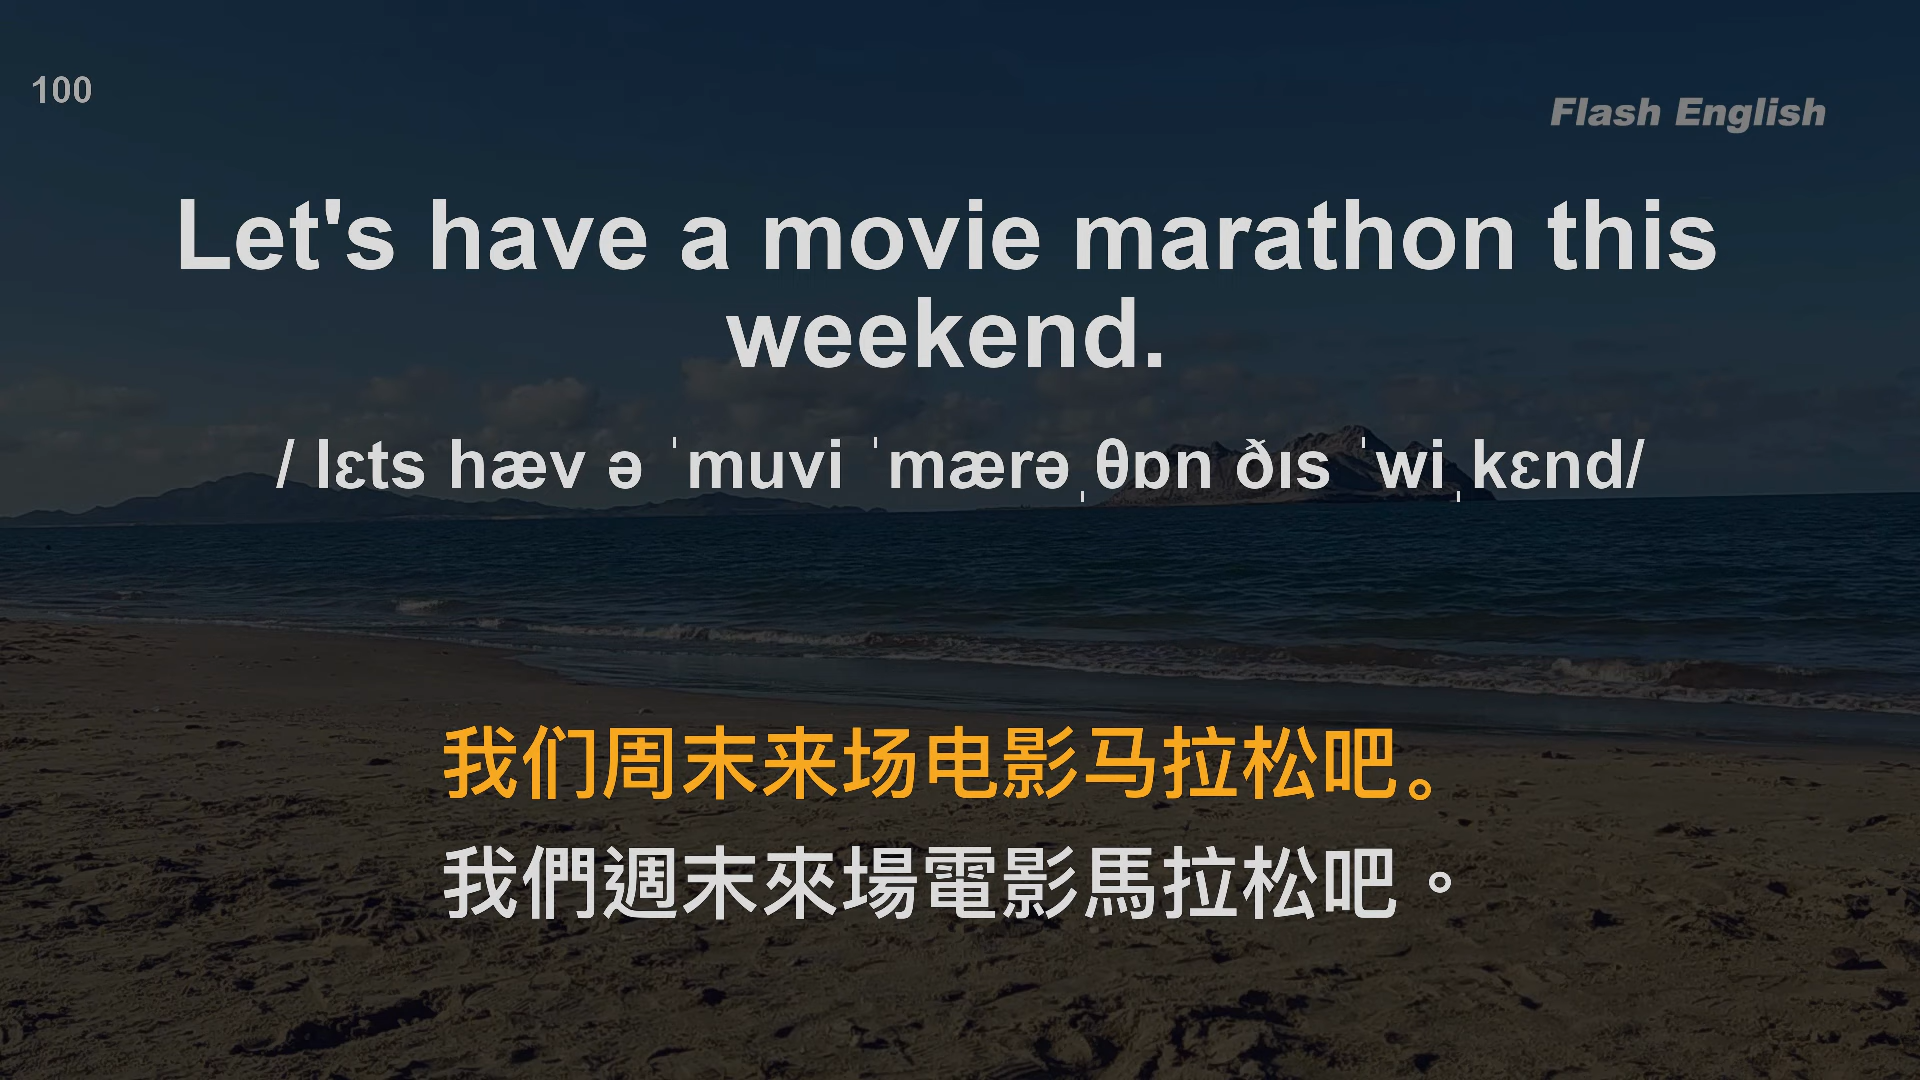 100
Flash English
Let's have a movie marathon this
weekend.
/ lɛts hæv ə ˈmuvi ˈmærəˌθɒn ðɪs ˈwiˌkɛnd/
我们周末来场电影马拉松吧。
我們週末來場電影馬拉松吧。